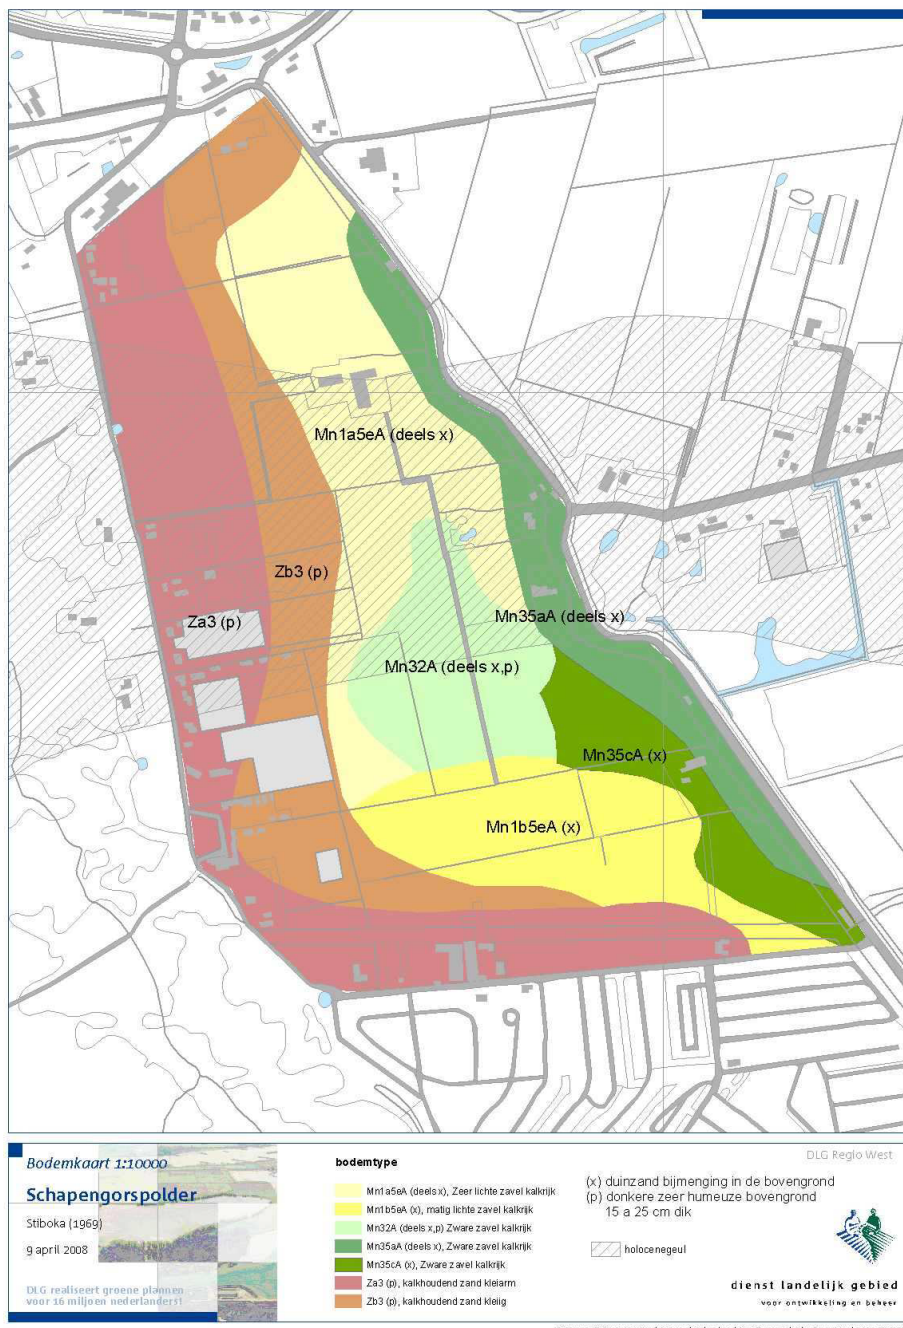 Mn1a5eA (deels x)
Zb3 (p)
Za3 (p)
Mn35aA (deels x)
Mn32A (deels x,p)
Mn35cA (x)
Mn1b5eA (x)
Bodemkaart 1:10000
Schapengorspolder
Stiboka (1969)
9 april 2008
DLG realiseert groene plannen
voor 16 miljoen nederlanders!
bodemtype
Mn1a5eA (deels x), Zeer lichte zavel kalkrijk
Mn1b5eA (x), matig lichte zavel kalkrijk
Mn32A (deels x,p) Zware zavel kalkrijk
Mn35aA (deels x), Zware zavel kalkrijk
Mn35cA (x), Zware zavel kalkrijk
Za3 (p), kalkhoudend zand kleiarm
Zb3 (p), kalkhoudend zand kleiig
DLG Regio West
(x) duinzand bijmenging in de bovengrond
(p) donkere zeer humeuze bovengrond
15 a 25 cm dik
holocenegeul
dienst landelijk gebied
voor ontwikkeling en beheer